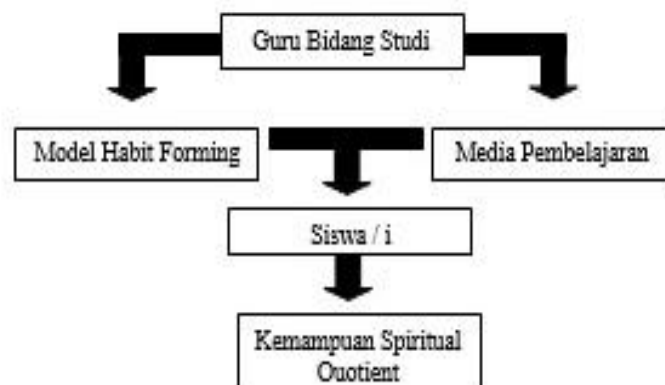 Guru Bidang Studi
Model Habit Forming
Media Pembelajaran
Siswa / i
Kemampuan Spiritual
Quotient